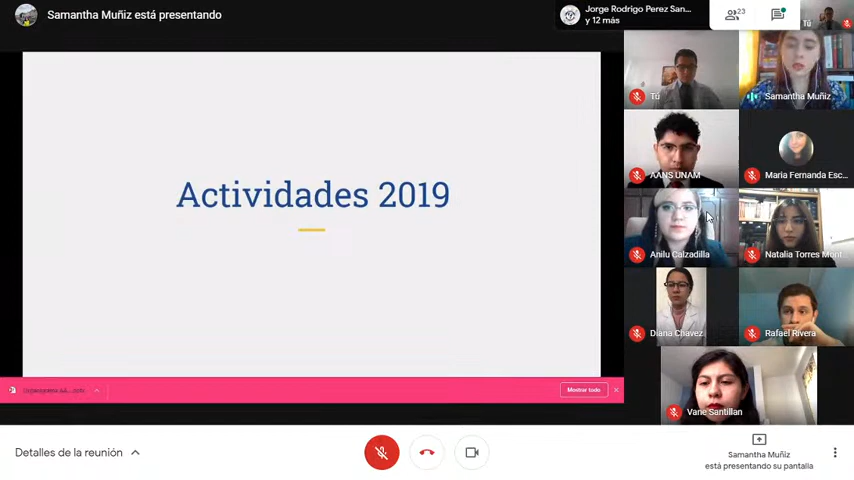 Samantha Muñiz está presentando
Jorge Rodrigo Perez San...
y 12 más
23
Tú
Actividades 2019
Tú
Samantha Muñiz
AANS UNAM
Maria Fernanda Esc...
Anilu Calzadilla
Natalia Torres Mont...
Diana Chavez
Rafael Rivera
Vane Santillan
Mostrar todo
Detalles de la reunión
Samantha Muñiz
está presentando su pantalla